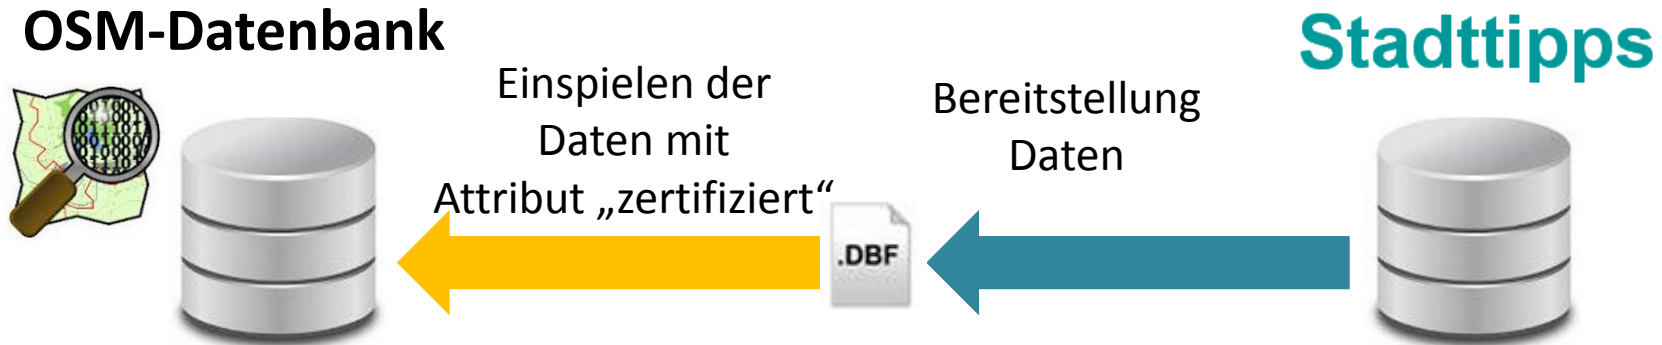 OSM-Datenbank
Stadttipps
Einspielen der
Daten mit
Attribut „zertifiziert“
Bereitstellung
Daten
.DBF